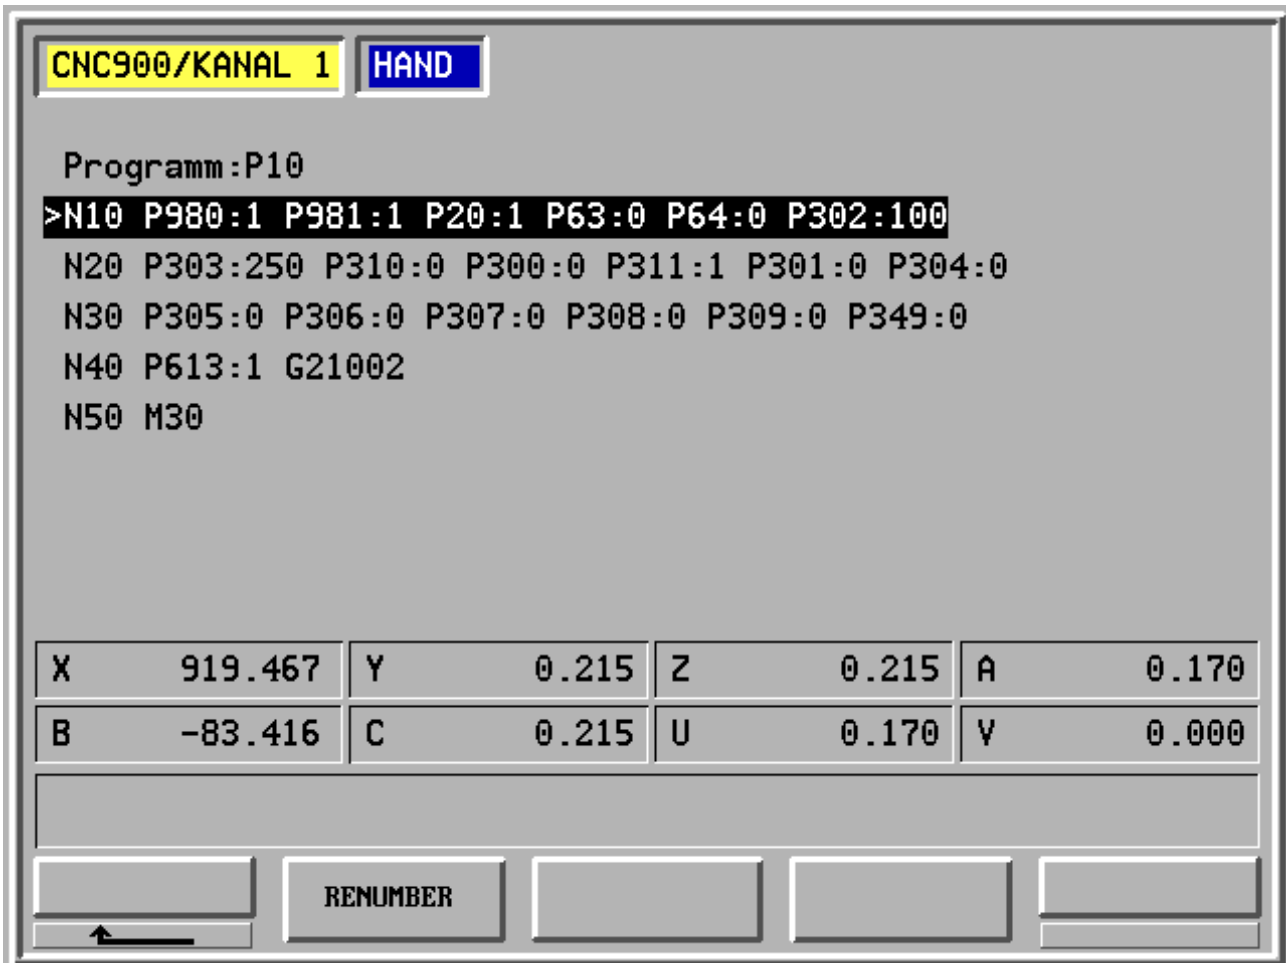 CNC900/KANAL 1 HAND
Programm:P10
>N10 P980:1 P981:1 P20:1 P63:0 P64:0 P302:100
N20 P303:250 P310:0 P300:0 P311:1 P301:0 P304:0
N30 P305:0 P306:0 P307:0 P308:0 P309:0 P349:0
N40 P613:1 G21002
N50 M30
X 919.467 Y 0.215 Z 0.215 A 0.170
B -83.416 C 0.215 U 0.170 V 0.000
RENUMBER